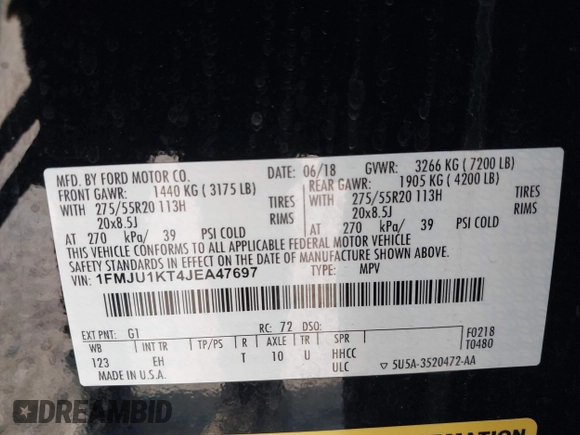 MFD. BY FORD MOTOR CO. DATE: 06/18 GVWR: 3266 KG ( 7200 LB)
FRONT GAWR: 1440 KG ( 3175 LB) REAR GAWR: 1905 KG ( 4200 LB)
WITH 275/55R20 113H TIRES WITH 275/55R20 113H TIRES
20x8.5J RIMS 20x8.5J RIMS
AT 270 kPa/ 39 PSI COLD AT 270 kPa/ 39 PSI COLD
THIS VEHICLE CONFORMS TO ALL APPLICABLE FEDERAL MOTOR VEHICLE
SAFETY STANDARDS IN EFFECT ON THE DATE OF MANUFACTURE SHOWN ABOVE.
VIN: 1FMJU1KT4JEA47697 TYPE: MPV
EXT PNT: G1 RC: 72 DSO: F0218
WB INT TR TP/PS R AXLE TR SPR T0480
123 EH T 10 U HHCC
ULC
MADE IN U.S.A. ▽ 5U5A-3520472-AA
DREAMBID